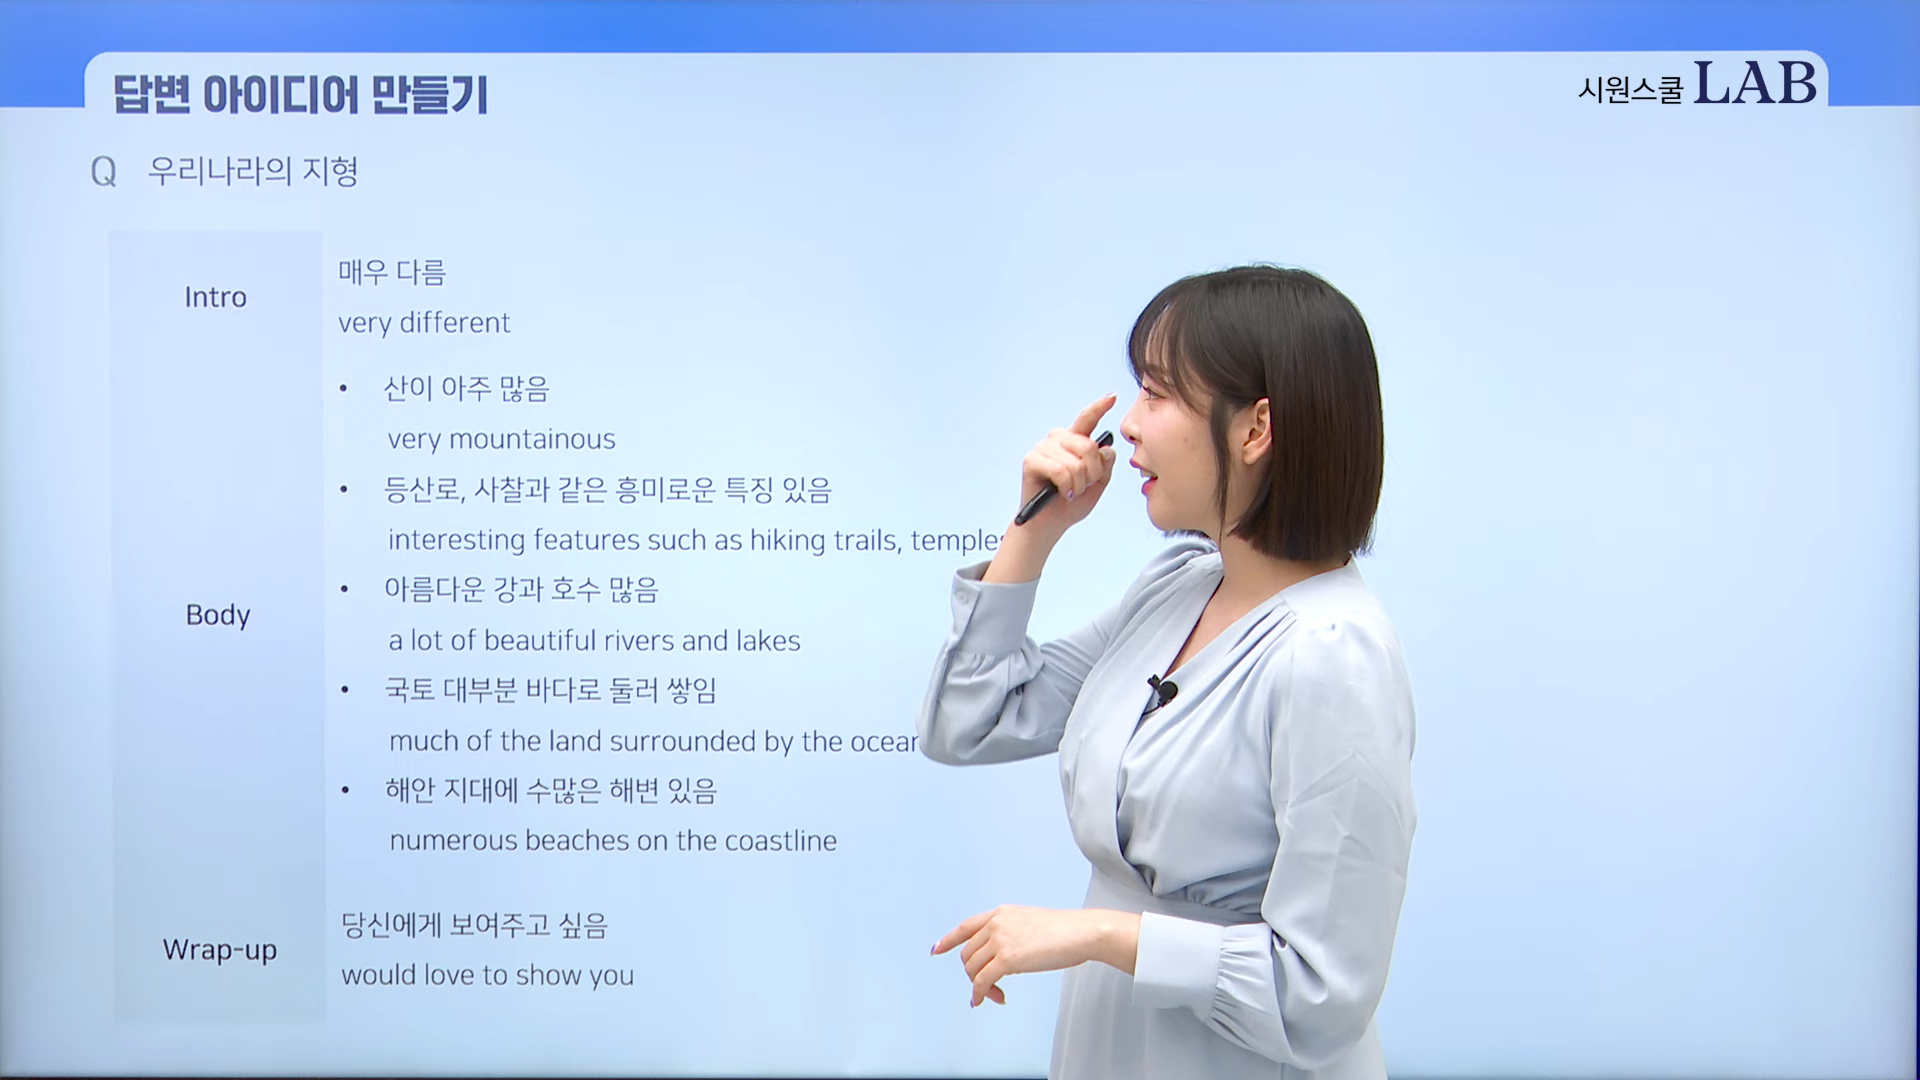 답변 아이디어 만들기
시원스쿨 LAB
Q 우리나라의 지형
Intro
매우 다름
very different
Body
• 산이 아주 많음
very mountainous
• 등산로, 사찰과 같은 흥미로운 특징 있음
interesting features such as hiking trails, temples
• 아름다운 강과 호수 많음
a lot of beautiful rivers and lakes
• 국토 대부분 바다로 둘러 쌓임
much of the land surrounded by the ocean
• 해안 지대에 수많은 해변 있음
numerous beaches on the coastline
Wrap-up
당신에게 보여주고 싶음
would love to show you